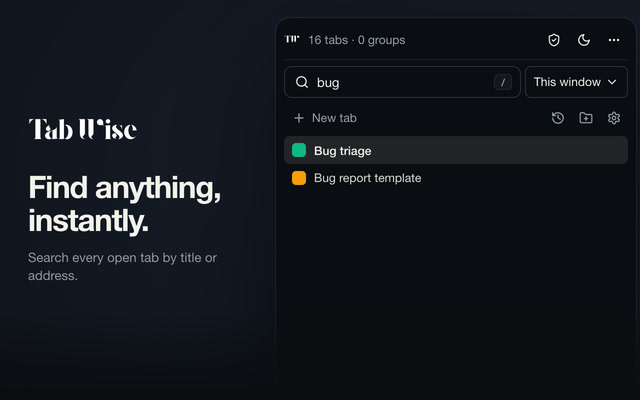 Tab Wise
Find anything,
instantly.
Search every open tab by title or
address.
TW
16 tabs · 0 groups
bug
/
This window
New tab
Bug triage
Bug report template